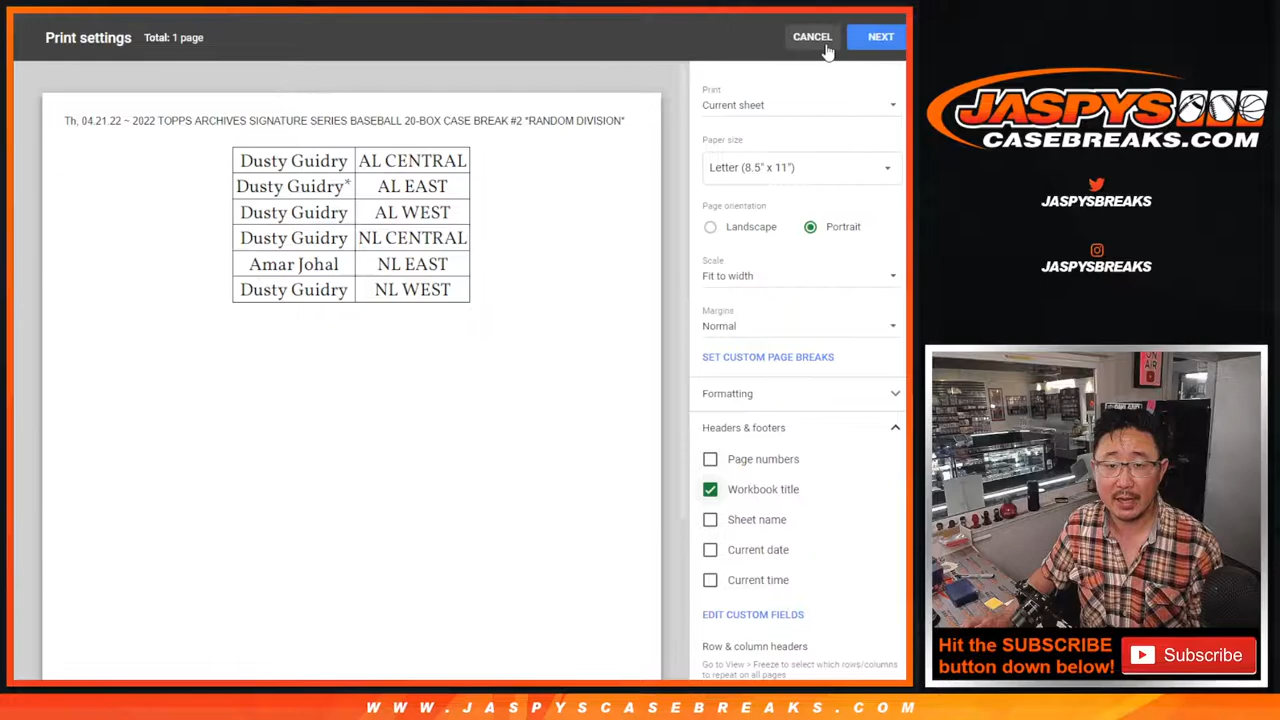 Print settings Total: 1 page
CANCEL NEXT
Th, 04.21.22 ~ 2022 TOPPS ARCHIVES SIGNATURE SERIES BASEBALL 20-BOX CASE BREAK #2 *RANDOM DIVISION*
Dusty Guidry AL CENTRAL
Dusty Guidry* AL EAST
Dusty Guidry AL WEST
Dusty Guidry NL CENTRAL
Amar Johal NL EAST
Dusty Guidry NL WEST
Print
Current sheet
Paper size
Letter (8.5" x 11")
Page orientation
Landscape Portrait
Scale
Fit to width
Margins
Normal
SET CUSTOM PAGE BREAKS
Formatting
Headers & footers
Page numbers
Workbook title
Sheet name
Current date
Current time
EDIT CUSTOM FIELDS
Row & column headers
Go to View > Freeze to select which rows/columns
to repeat on all pages
JASPYS
CASEBREAKS.COM
JASPYSBREAKS
JASPYSBREAKS
ON
AIR
Hit the SUBSCRIBE
button down below!
Subscribe
WWW.JASPYSCASEBREAKS.COM